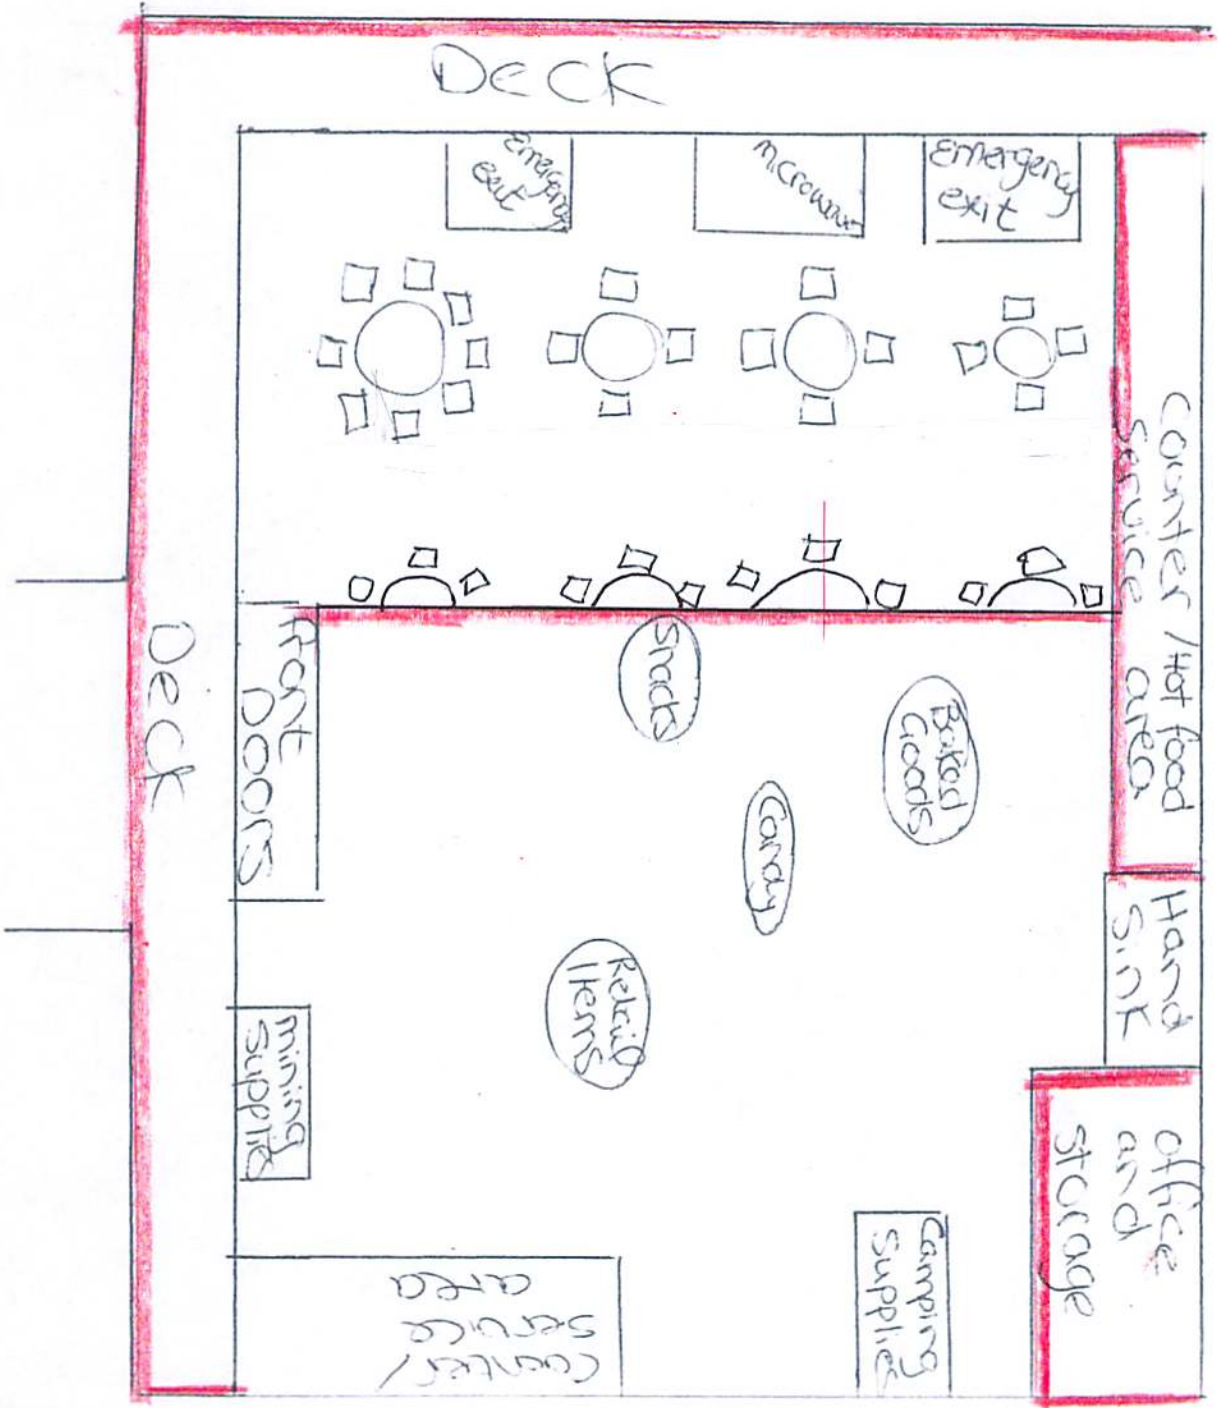 Deck
Emergency
exit
microwave
Emergency
exit
Counter / Hot food
service area
Deck
Front
Doors
Snacks
Baked
Goods
Candy
Retail
Items
Hand
Sink
mining
Supplies
office
and
storage
Camping
Supplies
Counter/
service
area